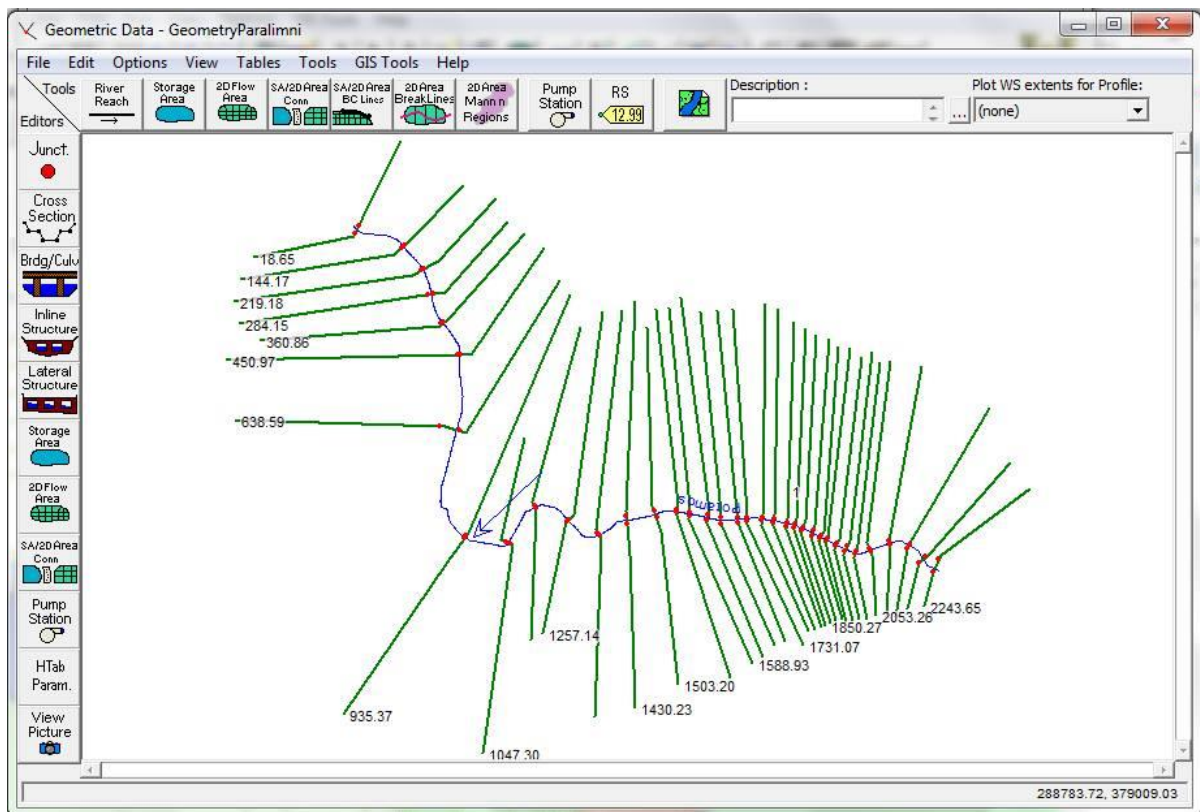 Geometric Data - GeometryParalimni
File Edit Options View Tables Tools GIS Tools Help
Tools
Editors
River
Reach
Storage
Area
2D Flow
Area
SA/2D Area
Conn
SA/2D Area
BC Lines
2D Area
BreakLines
2D Area
Mann n
Regions
Pump
Station
RS
12.99
Description :
...
Plot WS extents for Profile:
(none)
Junct.
Cross
Section
Brdg/Culv
Inline
Structure
Lateral
Structure
Storage
Area
2D Flow
Area
SA/2D Area
Conn
Pump
Station
HTab
Param.
View
Picture
18.65
144.17
219.18
284.15
360.86
450.97
638.59
935.37
1047.30
1257.14
1430.23
1503.20
1588.93
1731.07
1850.27
2053.26
2243.65
Potamos
1
288783.72, 379009.03